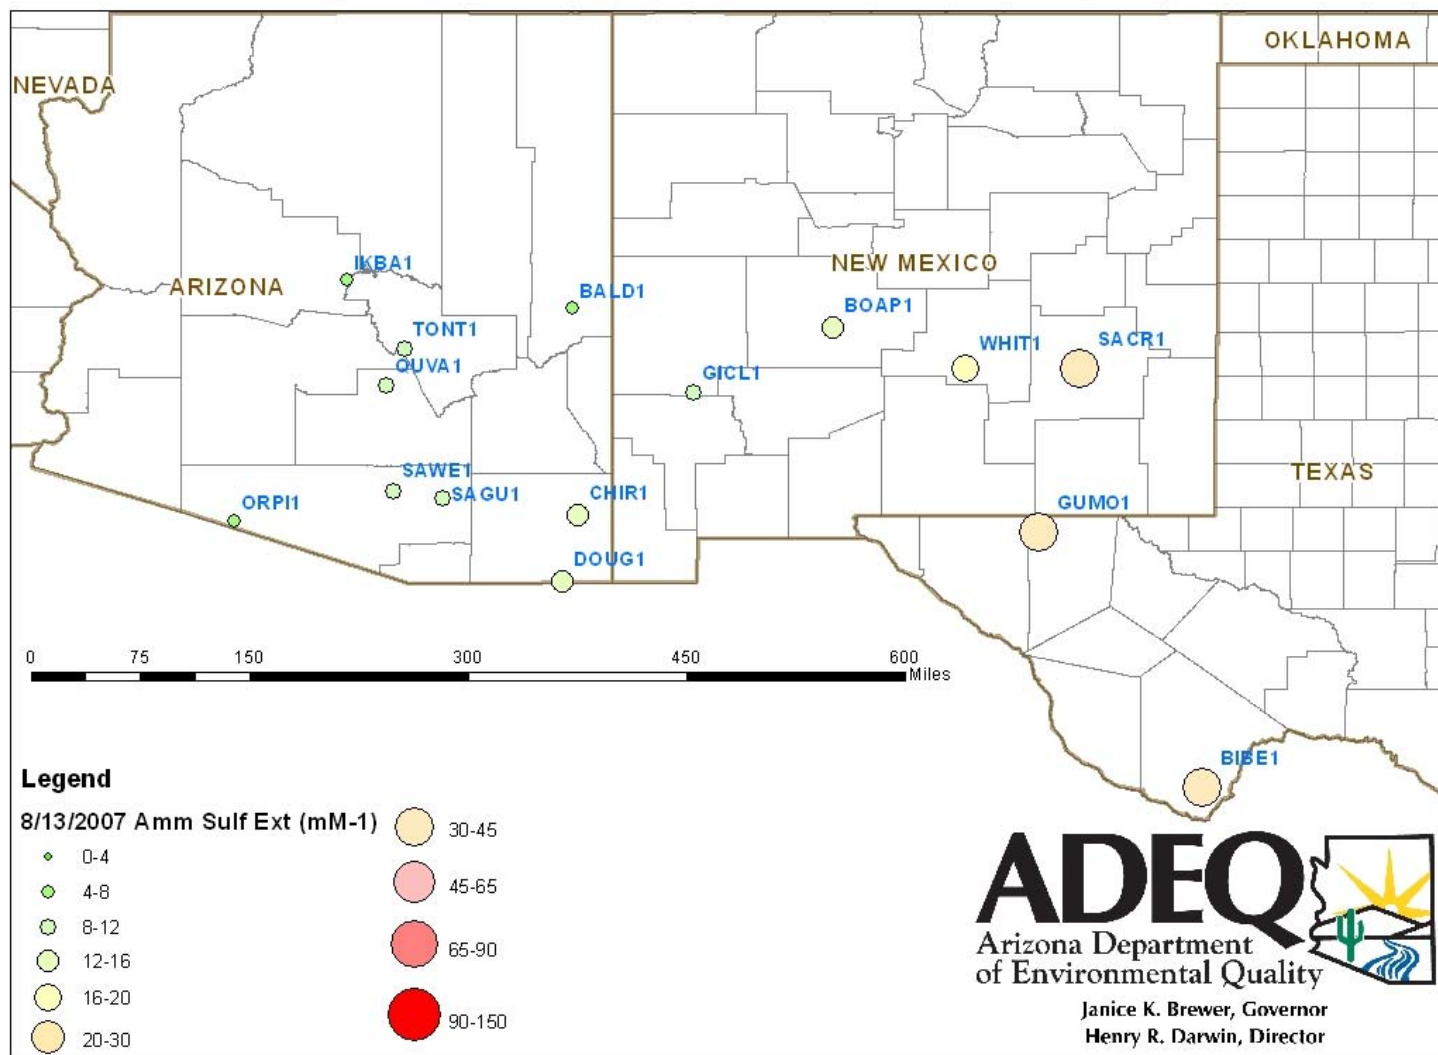 OKLAHOMA
NEVADA
NEW MEXICO
IKBA1
ARIZONA
BALD1
BOAP1
TONT1
WHIT1
SACR1
QUVA1
GICL1
SAWE1
TEXAS
ORPI1
SAGU1
CHIR1
GUMO1
DOUG1
0 75 150 300 450 600
Miles
BIBE1
Legend
8/13/2007 Amm Sulf Ext (mM-1)
0-4
4-8
8-12
12-16
16-20
20-30
30-45
45-65
65-90
90-150
ADEQ
Arizona Department
of Environmental Quality
Janice K. Brewer, Governor
Henry R. Darwin, Director